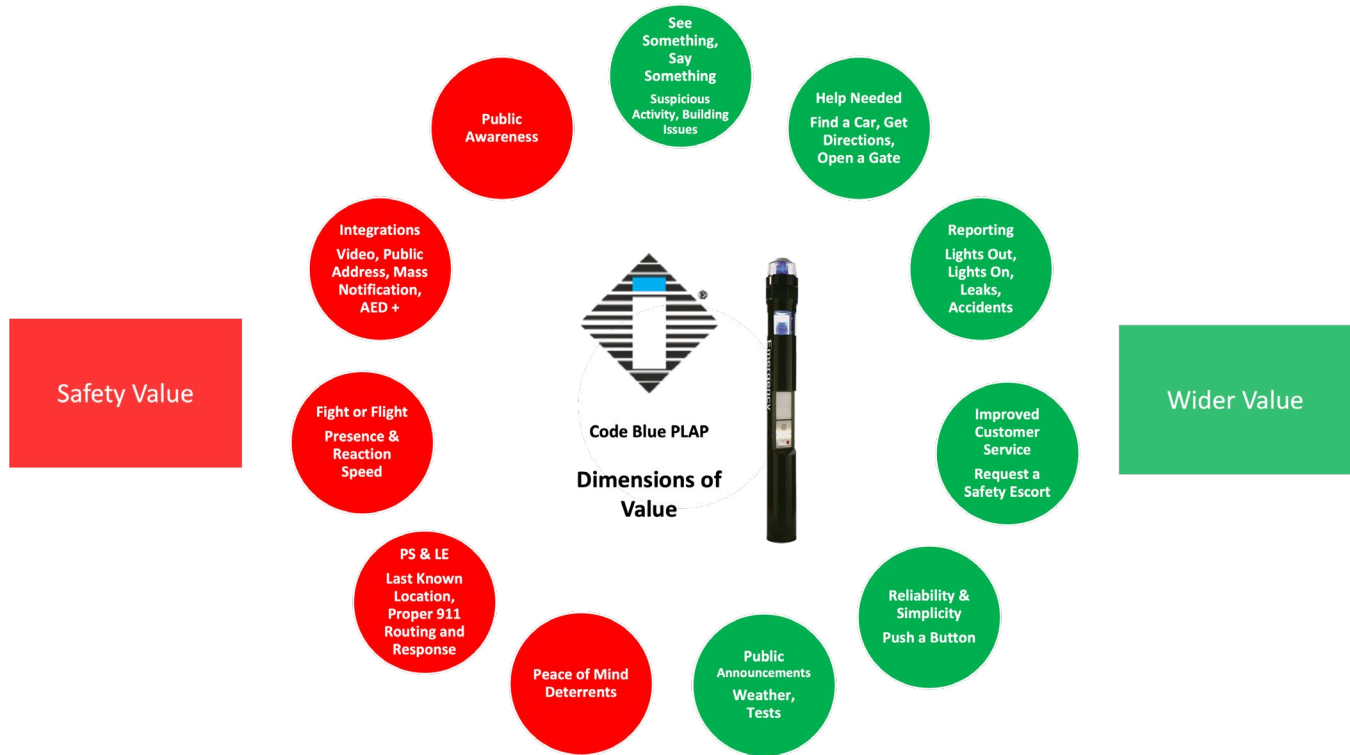 See
Something,
Say
Something
Suspicious
Activity, Building
Issues
Public
Awareness
Help Needed
Find a Car, Get
Directions,
Open a Gate
Integrations
Video, Public
Address, Mass
Notification,
AED +
Reporting
Lights Out,
Lights On,
Leaks,
Accidents
®
Emergency
Safety Value
Wider Value
Fight or Flight
Presence &
Reaction
Speed
Code Blue PLAP
Dimensions of
Value
Improved
Customer
Service
Request a
Safety Escort
PS & LE
Last Known
Location,
Proper 911
Routing and
Response
Reliability &
Simplicity
Push a Button
Peace of Mind
Deterrents
Public
Announcements
Weather,
Tests